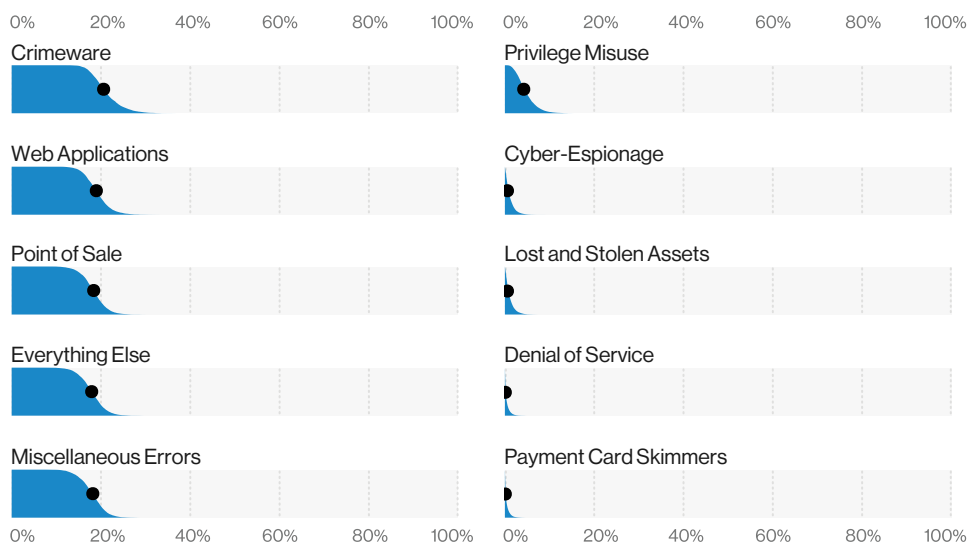 0% 20% 40% 60% 80% 100%
Crimeware
Web Applications
Point of Sale
Everything Else
Miscellaneous Errors
0% 20% 40% 60% 80% 100%
0% 20% 40% 60% 80% 100%
Privilege Misuse
Cyber-Espionage
Lost and Stolen Assets
Denial of Service
Payment Card Skimmers
0% 20% 40% 60% 80% 100%